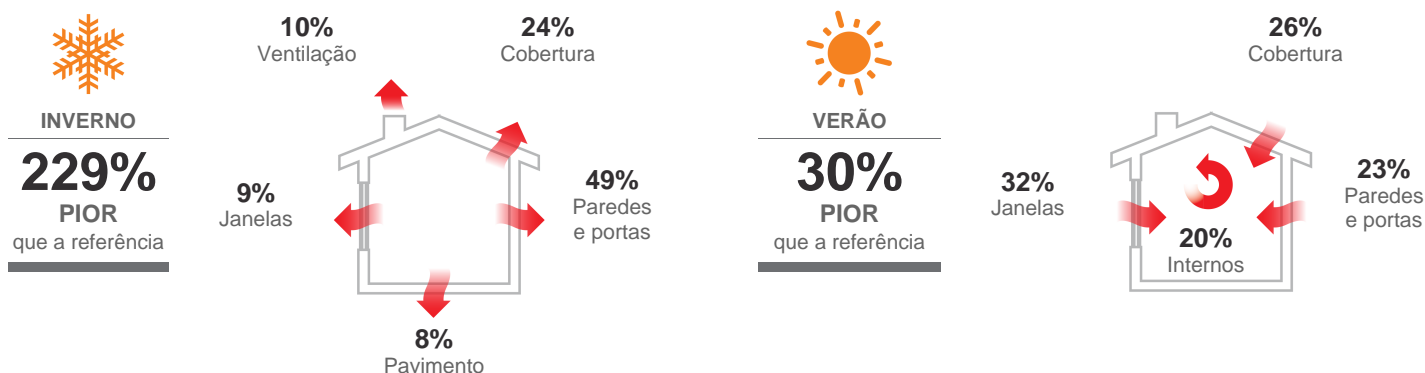 INVERNO
229%
PIOR
que a referência
10%
Ventilação
24%
Cobertura
9%
Janelas
49%
Paredes
e portas
8%
Pavimento
VERÃO
30%
PIOR
que a referência
26%
Cobertura
32%
Janelas
23%
Paredes
e portas
20%
Internos